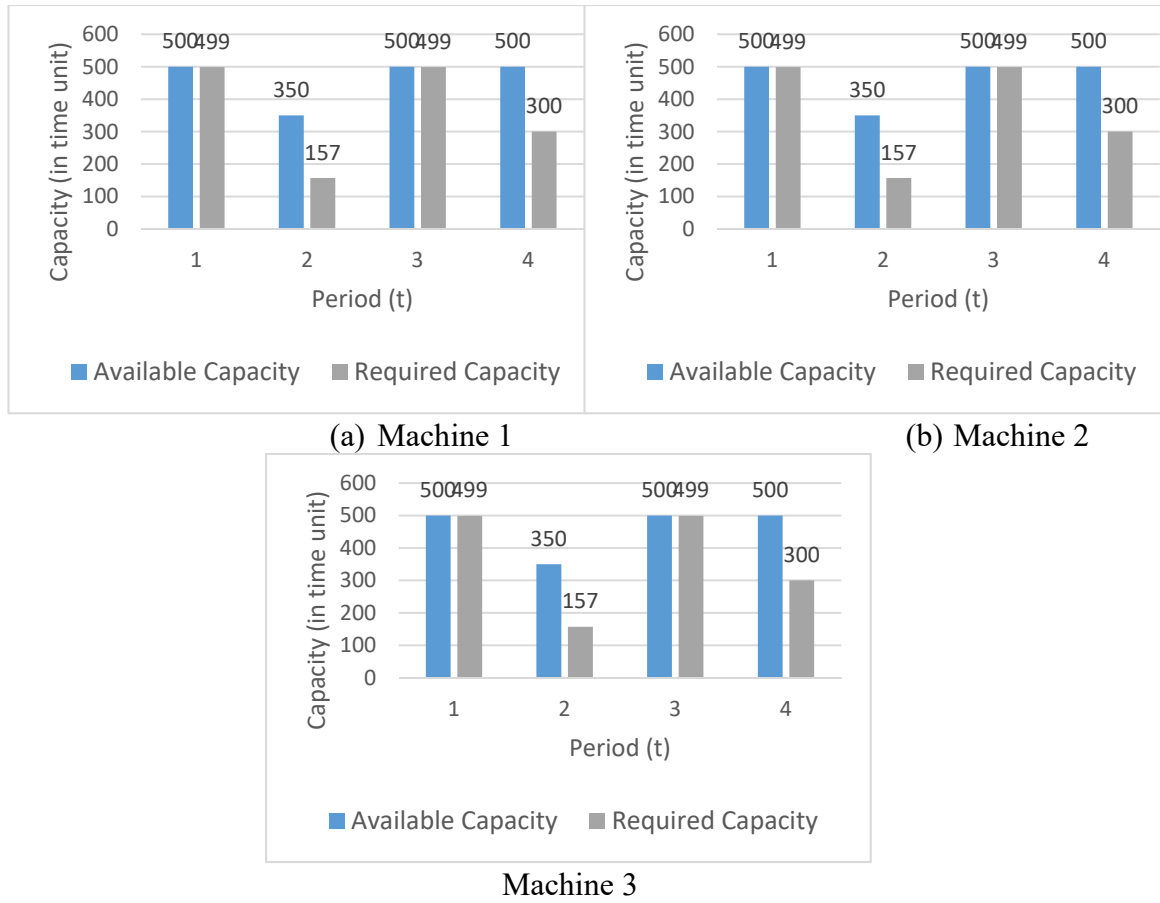 Capacity (in time unit)
600
500
400
300
200
100
0
500 499
350
157
500 499
500
300
1 2 3 4
Period (t)
Available Capacity Required Capacity
(a) Machine 1
Capacity (in time unit)
600
500
400
300
200
100
0
500 499
350
157
500 499
500
300
1 2 3 4
Period (t)
Available Capacity Required Capacity
(b) Machine 2
Capacity (in time unit)
600
500
400
300
200
100
0
500 499
350
157
500 499
500
300
1 2 3 4
Period (t)
Available Capacity Required Capacity
Machine 3